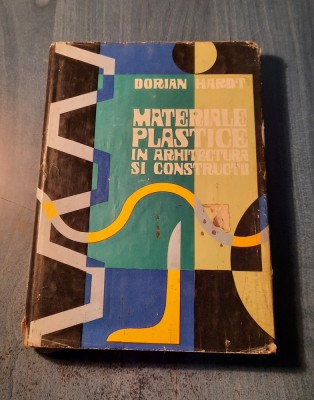 DORIAN HARDT
MATERIALE
PLASTICE
IN ARHITECTURA
SI CONSTRUCTII